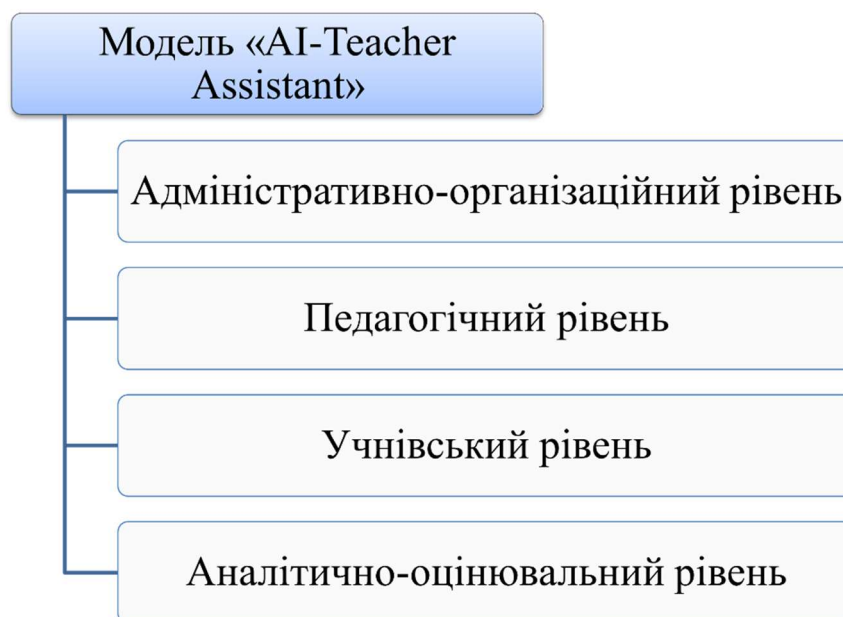 Модель «AI-Teacher
Assistant»
Адміністративно-організаційний рівень
Педагогічний рівень
Учнівський рівень
Аналітично-оцінювальний рівень